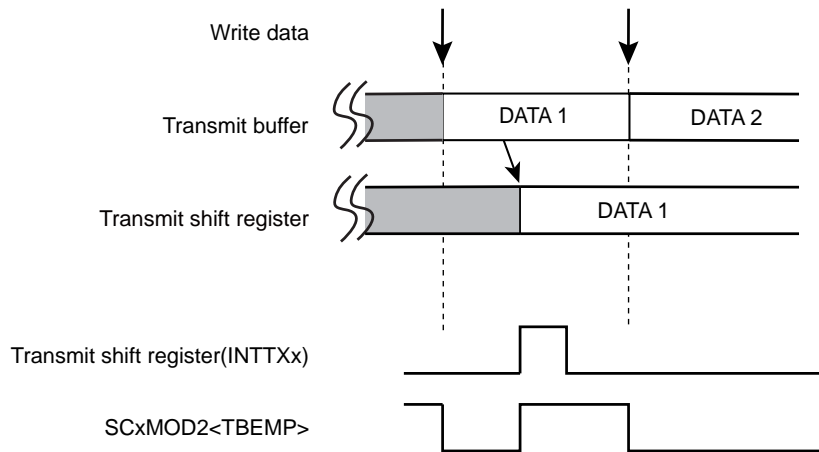 Write data
Transmit buffer
DATA 1
DATA 2
Transmit shift register
DATA 1
Transmit shift register(INTTXx)
SCxMOD2<TBEMP>